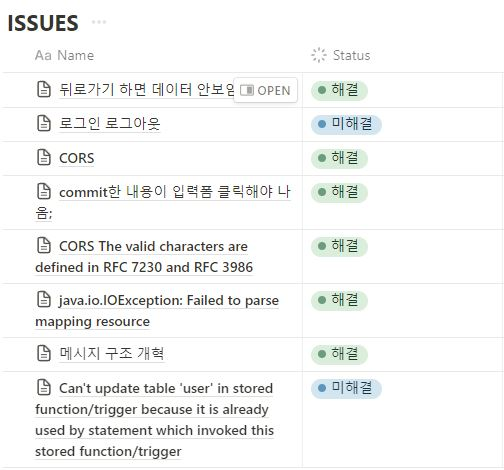 ISSUES ...
Aa Name Status
뒤로가기 하면 데이터 OPEN 해결
로그인 로그아웃 미해결
CORS 해결
commit한 내용이 입력폼 클릭해야 나 해결
옴;
CORS The valid characters are 해결
defined in RFC 7230 and RFC 3986
java.io.IOException: Failed to parse 해결
mapping resource
메시지 구조 개혁 해결
Can't update table 'user' in stored 미해결
function/trigger because it is already
used by statement which invoked this
stored function/trigger